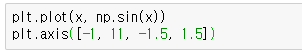 plt.plot(x, np.sin(x))
plt.axis([-1, 11, -1.5, 1.5])